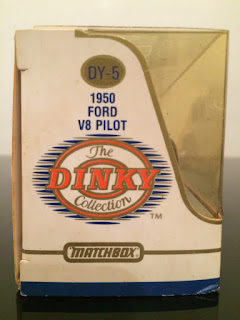 DY-5
1950
FORD
V8 PILOT
The
DINKY
Collection
TM
MATCHBOX